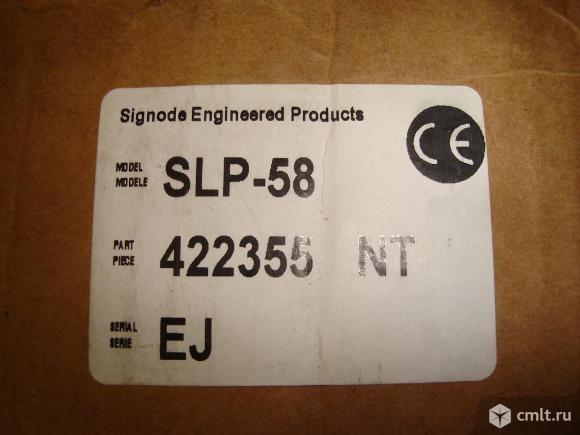 Signode Engineered Products
CE
MODEL
MODELE
SLP-58
PART
PIECE
422355 NT
SERIAL
SERIE
EJ
cmlt.ru